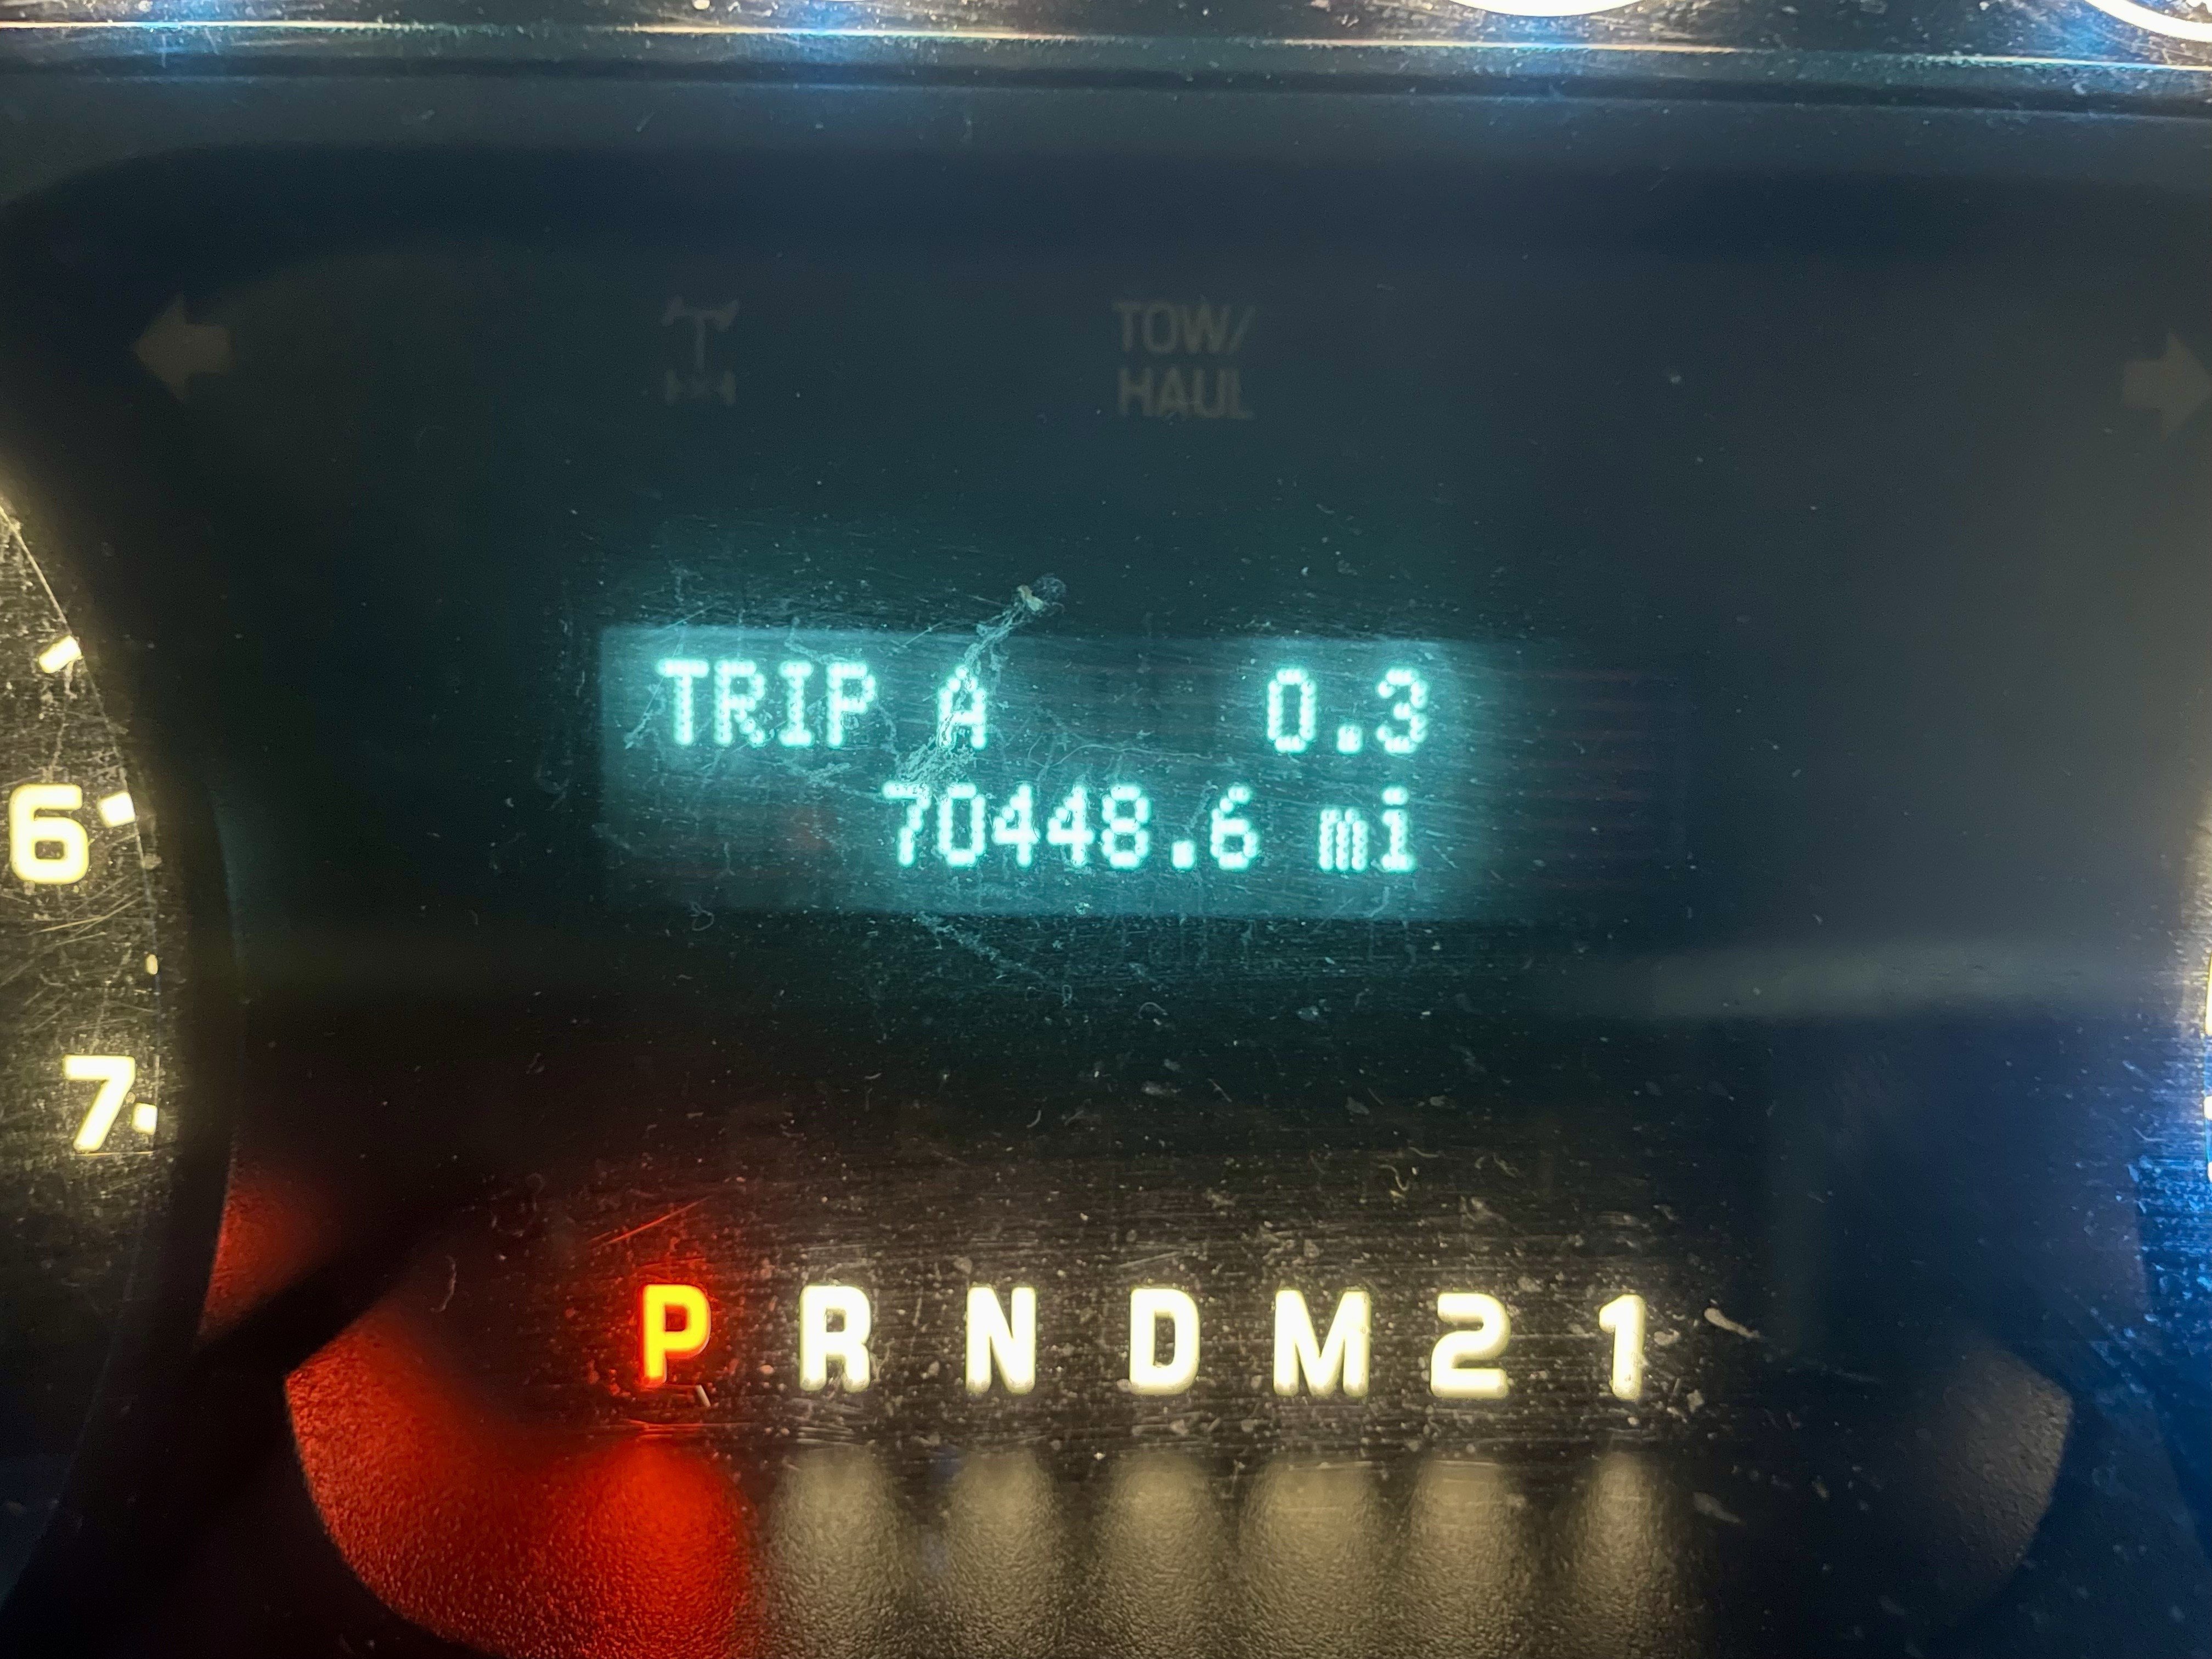 TOW/
HAUL
TRIP A 0.3
70448.6 mi
6
7
P R N D M 2 1